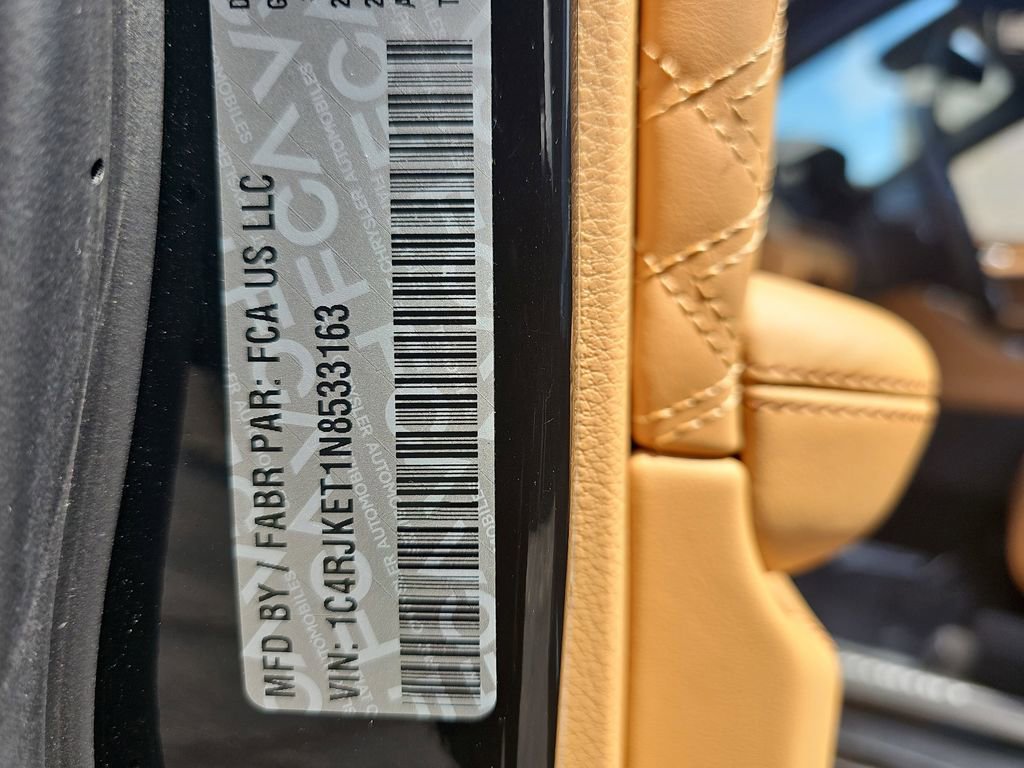 MFD BY / FABR PAR: FCA US LLC
VIN: 1C4RJKET1N8533163